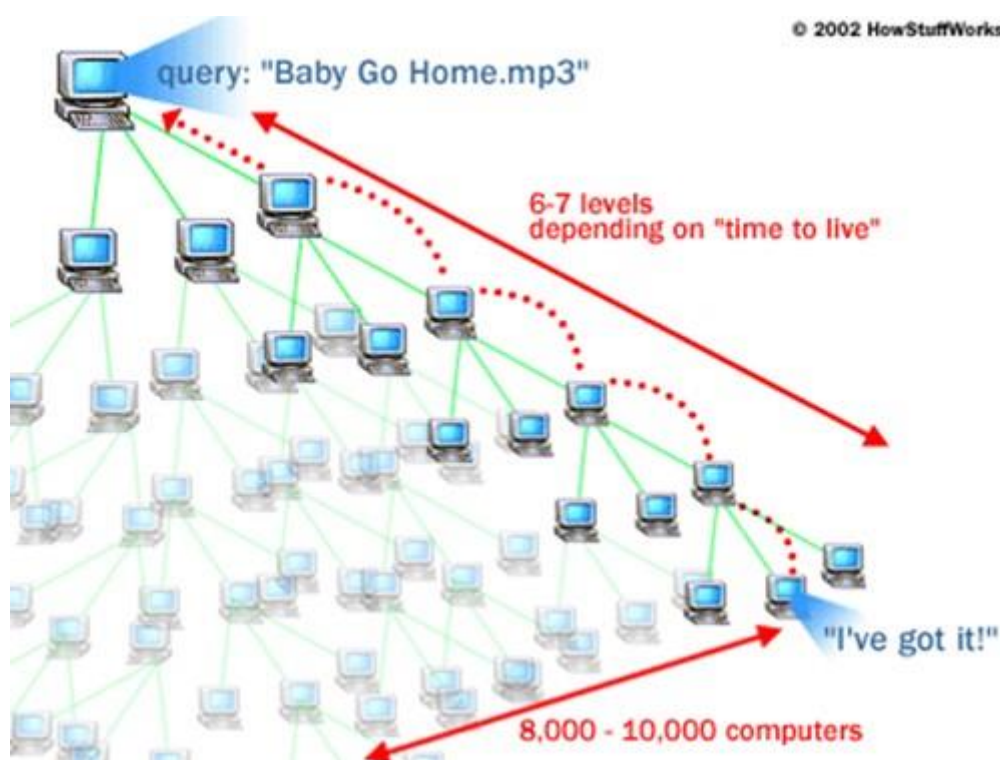 © 2002 HowStuffWorks
query: "Baby Go Home.mp3"
6-7 levels
depending on "time to live"
"I've got it!"
8,000 - 10,000 computers